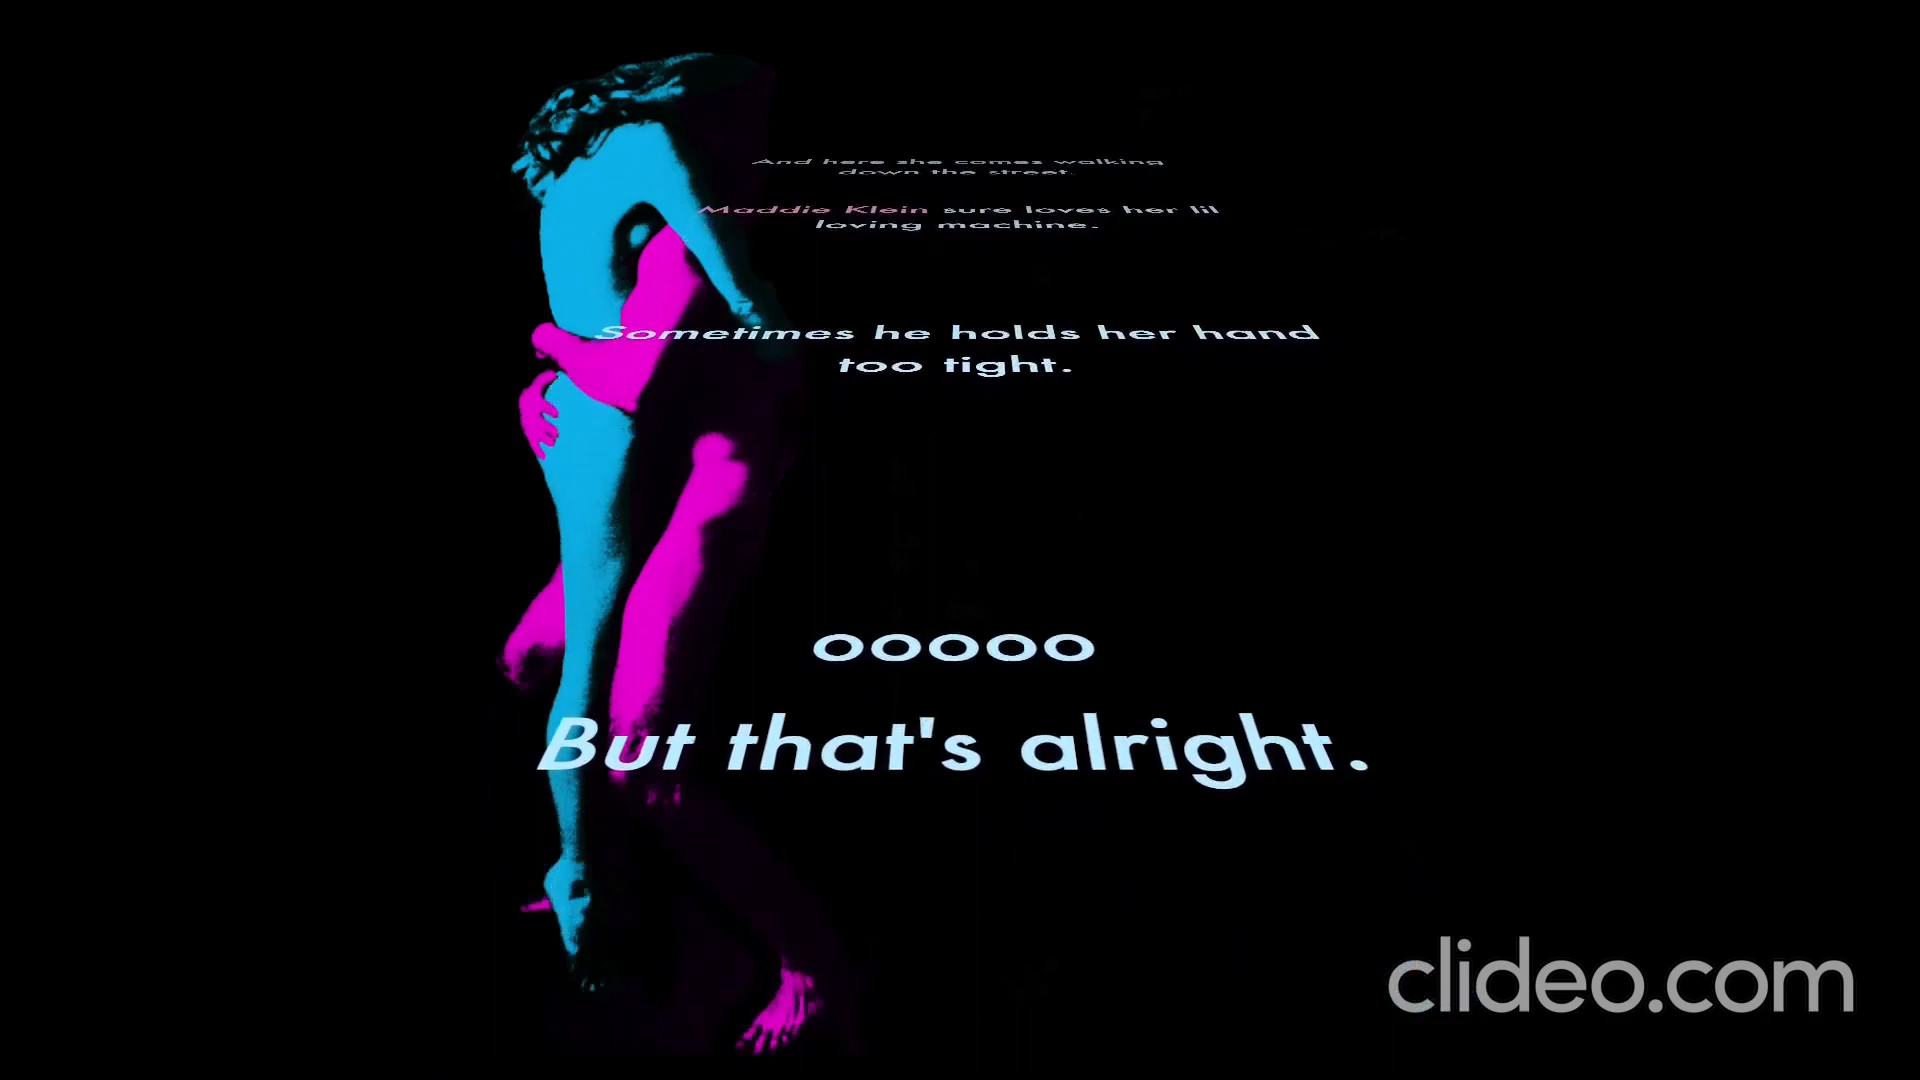 And here she comes walking
down the street.
Maddie Klein sure loves her lil
loving machine.
Sometimes he holds her hand
too tight.
ooooo
But that's alright.
clideo.com